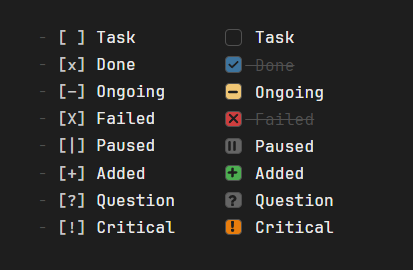 - [ ] Task Task
- [x] Done Done
- [-] Ongoing Ongoing
- [X] Failed Failed
- [|] Paused Paused
- [+] Added Added
- [?] Question ? Question
- [!] Critical ! Critical